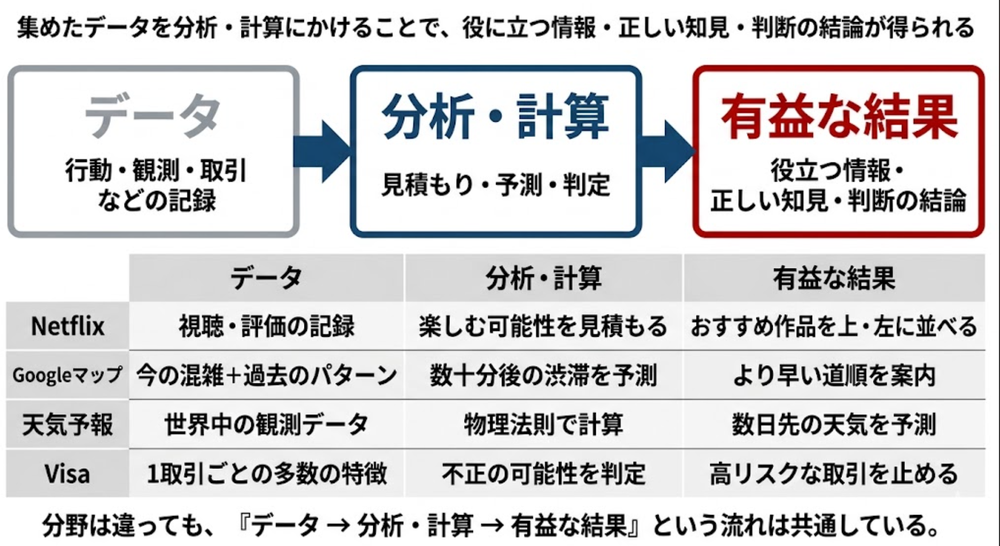 集めたデータを分析・計算にかけることで、役に立つ情報・正しい知見・判断の結論が得られる
データ
行動・観測・取引
などの記録
分析・計算
見積もり・予測・判定
有益な結果
役立つ情報・
正しい知見・判断の結論
データ 分析・計算 有益な結果
Netflix 視聴・評価の記録 楽しむ可能性を見積もる おすすめ作品を上・左に並べる
Googleマップ 今の混雑＋過去のパターン 数十分後の渋滞を予測 より早い道順を案内
天気予報 世界中の観測データ 物理法則で計算 数日先の天気を予測
Visa 1取引ごとの多数の特徴 不正の可能性を判定 高リスクな取引を止める
分野は違っても、『データ → 分析・計算 → 有益な結果』という流れは共通している。